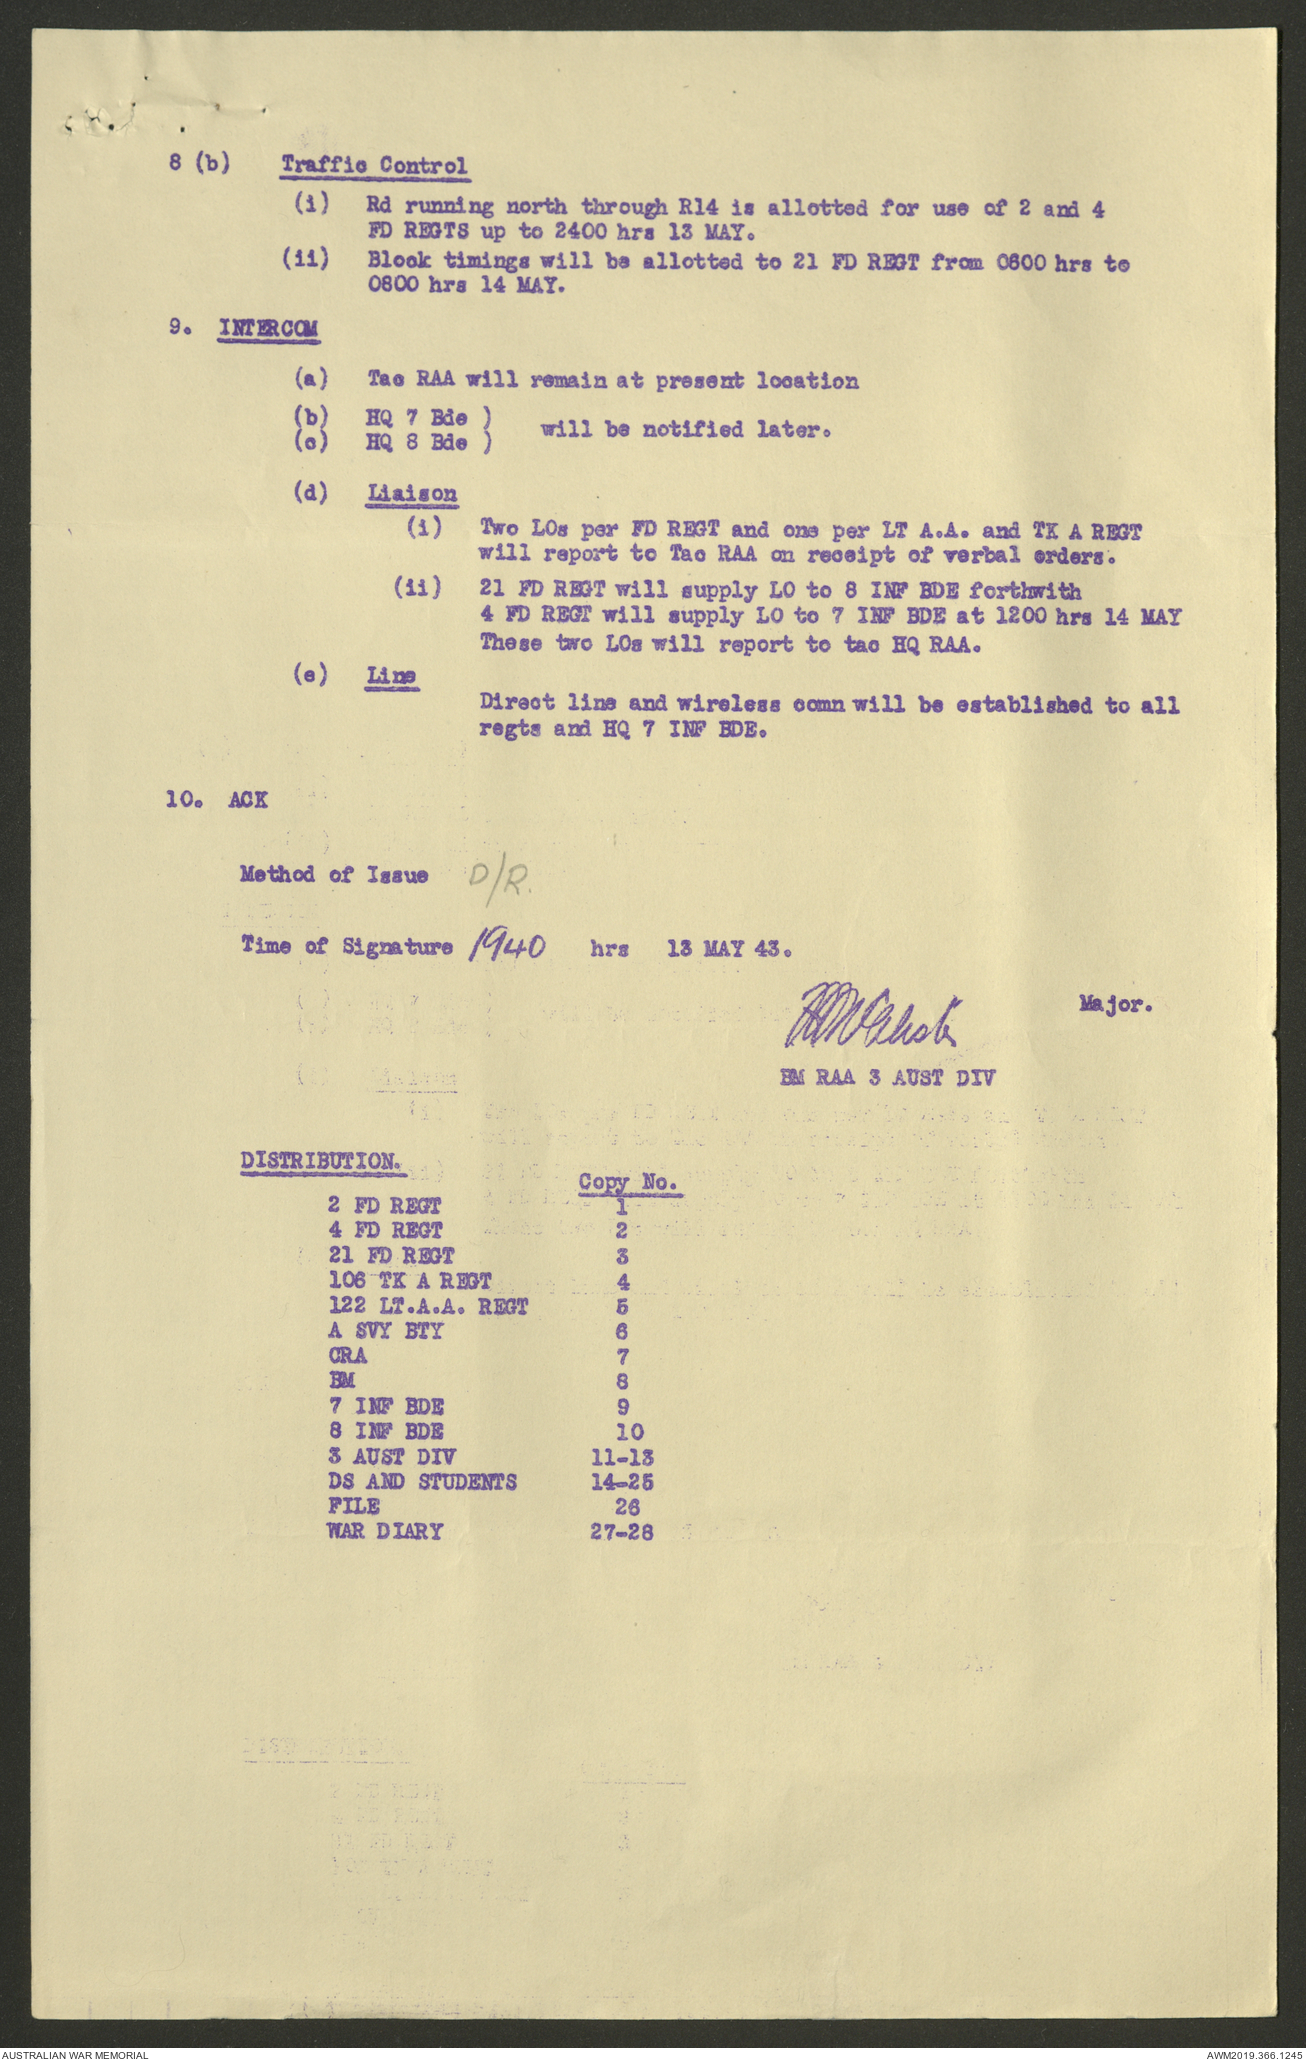 8 (b) Traffic Control
(i) Rd running north through R14 is allotted for use of 2 and 4
FD REGTS up to 2400 hrs 13 MAY.
(ii) Block timings will be allotted to 21 FD REGT from 0600 hrs to
0800 hrs 14 MAY.
9. INTERCOM
(a) Tac RAA will remain at present location
(b) HQ 7 Bde )
will be notified later.
(c) HQ 8 Bde )
(d) Liaison
(i) Two LOs per FD REGT and one per LT A.A. and TK A REGT
will report to Tac RAA on receipt of verbal orders.
(ii) 21 FD REGT will supply LO to 8 INF BDE forthwith
4 FD REGT will supply LO to 7 INF BDE at 1200 hrs 14 MAY
These two LOs will report to tac HQ RAA.
(e) Line
Direct line and wireless comn will be established to all
regts and HQ 7 INF BDE.
10. ACK
Method of Issue D/R.
Time of Signature 1940 hrs 13 MAY 43.
Major.
BM RAA 3 AUST DIV
DISTRIBUTION.
Copy No.
2 FD REGT 1
4 FD REGT 2
21 FD REGT 3
106 TK A REGT 4
122 LT.A.A. REGT 5
A SVY BTY 6
CRA 7
BM 8
7 INF BDE 9
8 INF BDE 10
3 AUST DIV 11-13
DS AND STUDENTS 14-25
FILE 26
WAR DIARY 27-28
AUSTRALIAN WAR MEMORIAL AWM2019.366.1245